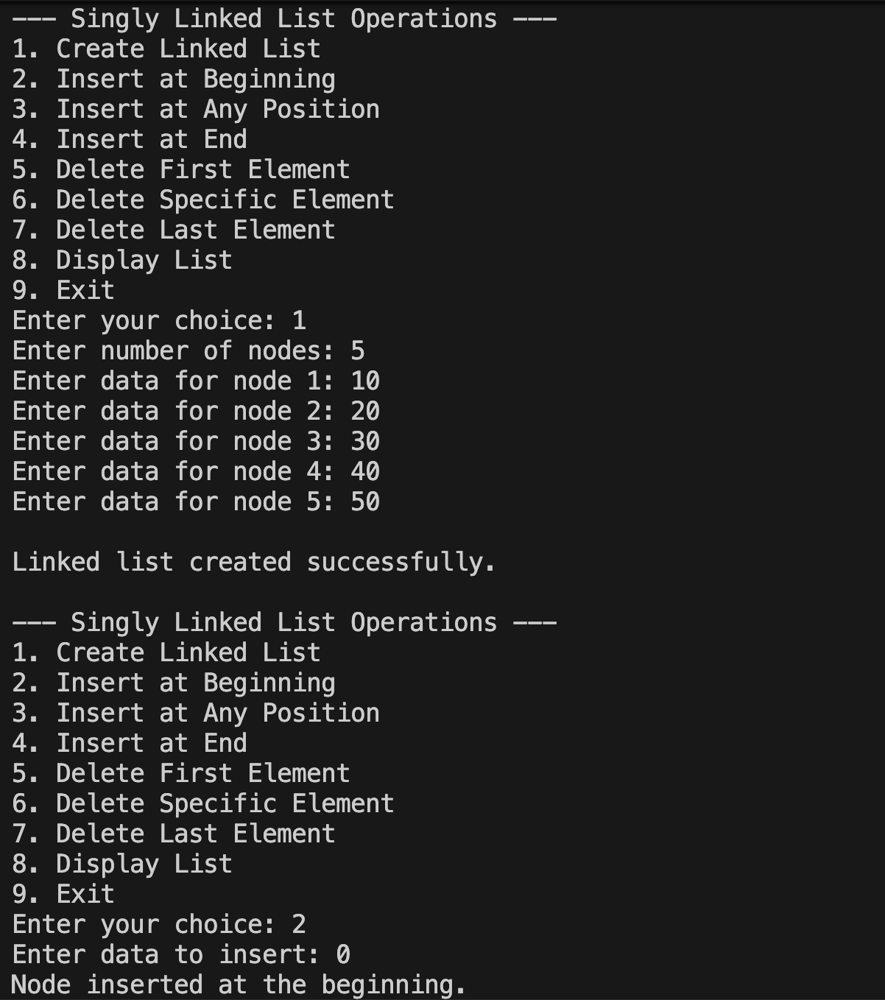 --- Singly Linked List Operations ---
1. Create Linked List
2. Insert at Beginning
3. Insert at Any Position
4. Insert at End
5. Delete First Element
6. Delete Specific Element
7. Delete Last Element
8. Display List
9. Exit
Enter your choice: 1
Enter number of nodes: 5
Enter data for node 1: 10
Enter data for node 2: 20
Enter data for node 3: 30
Enter data for node 4: 40
Enter data for node 5: 50
Linked list created successfully.
--- Singly Linked List Operations ---
1. Create Linked List
2. Insert at Beginning
3. Insert at Any Position
4. Insert at End
5. Delete First Element
6. Delete Specific Element
7. Delete Last Element
8. Display List
9. Exit
Enter your choice: 2
Enter data to insert: 0
Node inserted at the beginning.